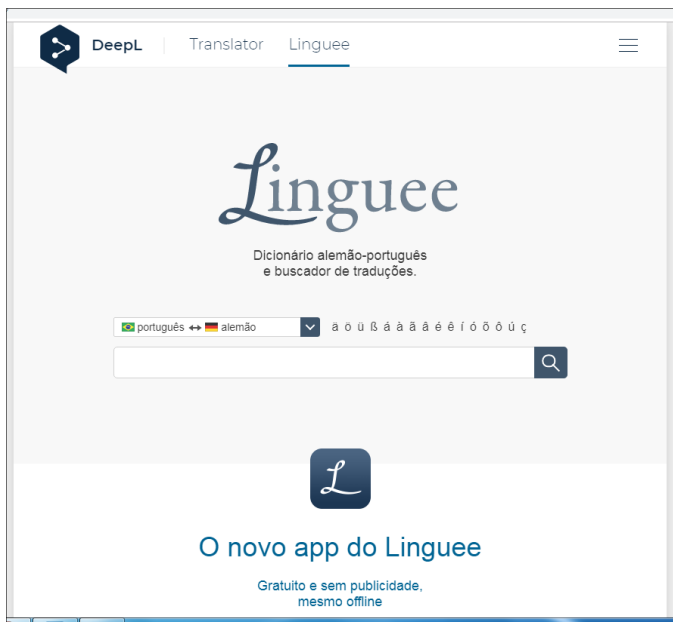 DeepL Translator Linguee
Linguee
Dicionário alemão-português
e buscador de traduções.
português ↔ alemão ä ö ü ß á à ã â é ê í ó õ ô ú ç
L
O novo app do Linguee
Gratuito e sem publicidade,
mesmo offline